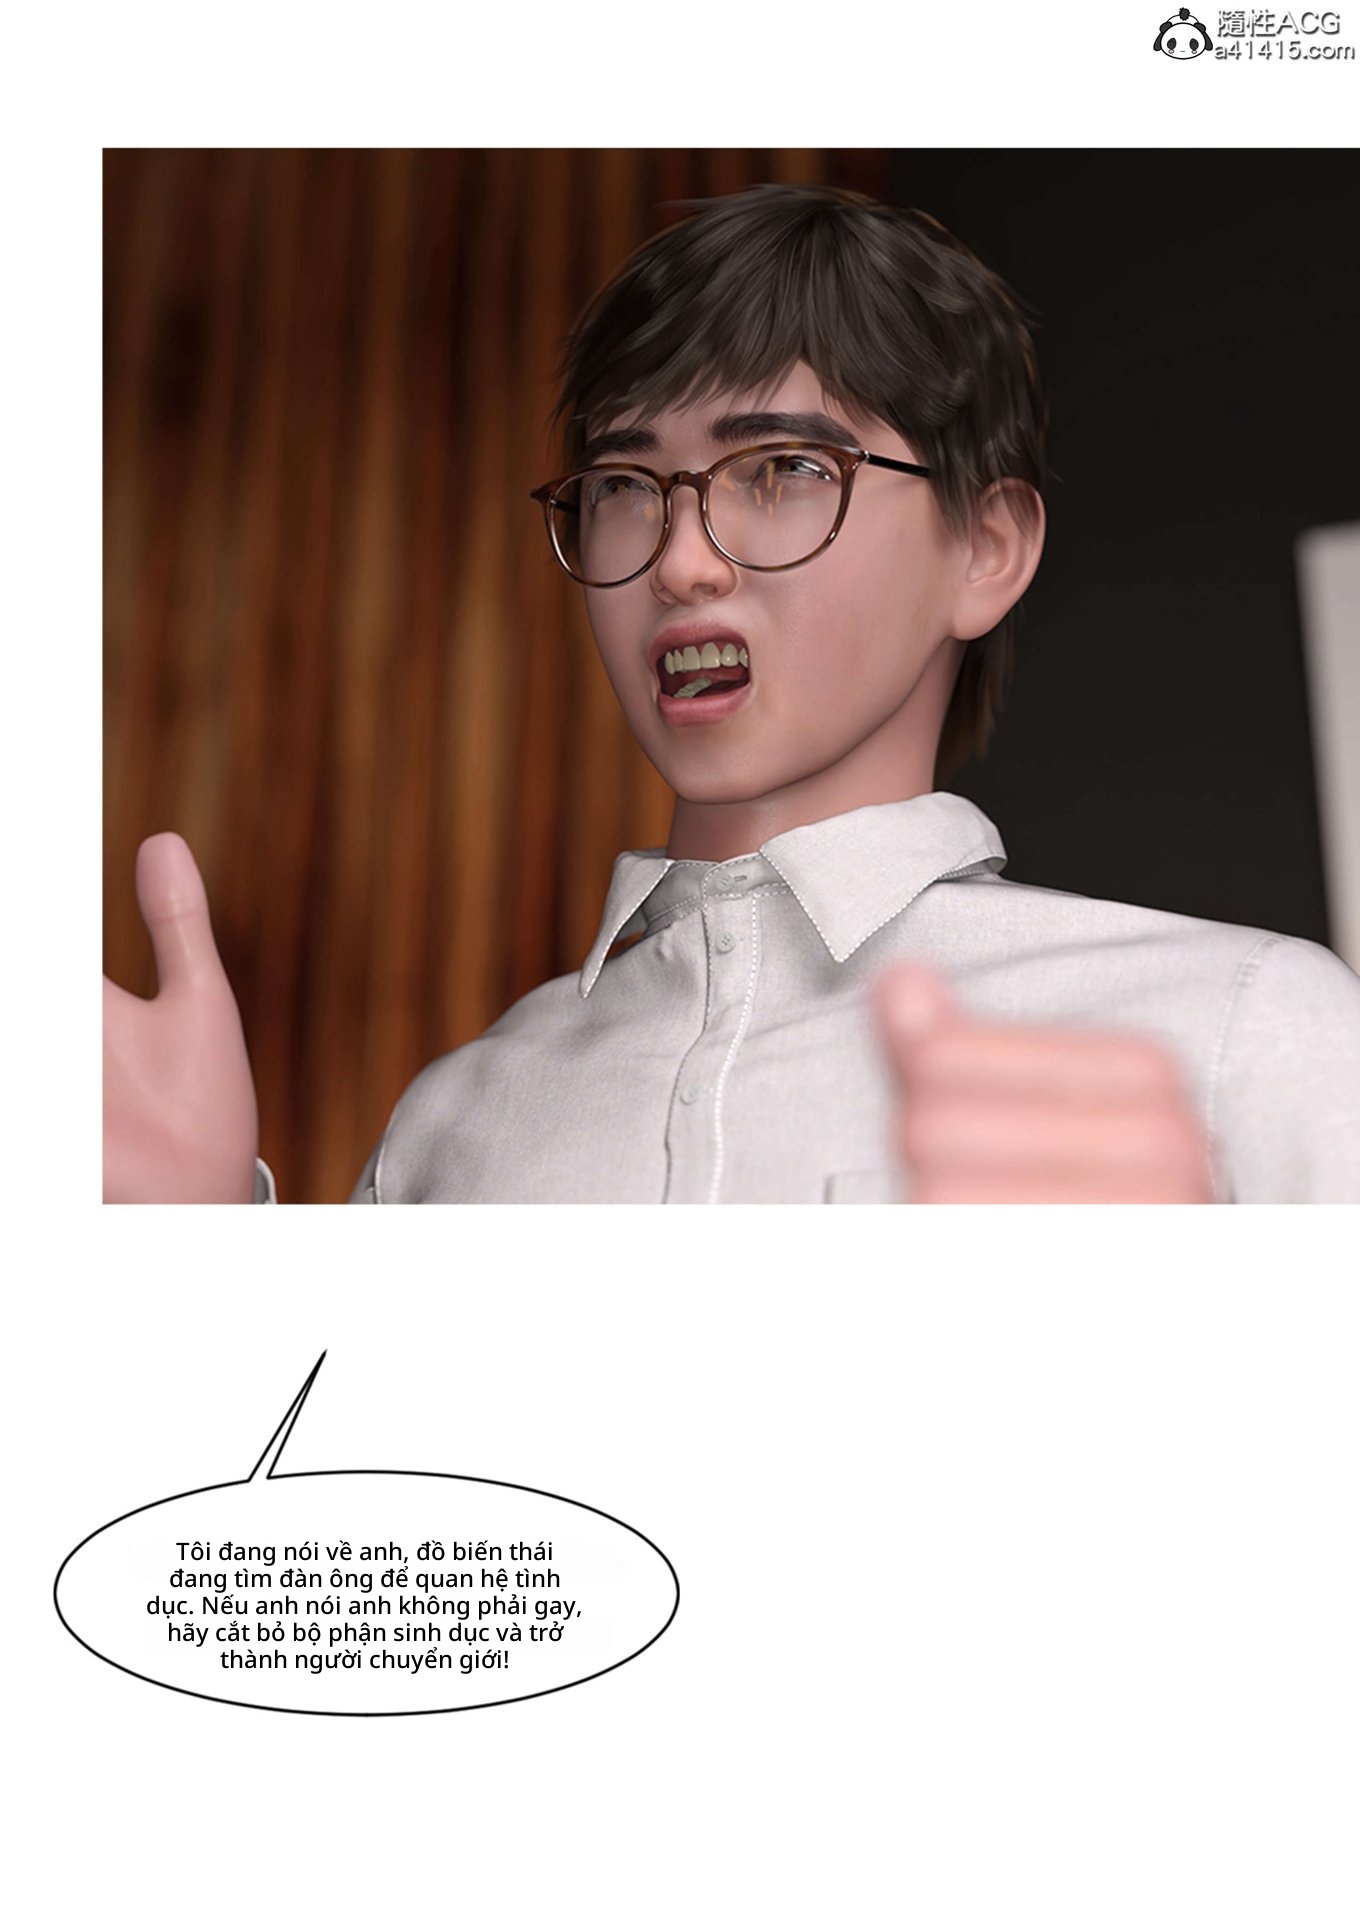 隨性ACG
a41415.com
Tôi đang nói về anh, đồ biến thái
đang tìm đàn ông để quan hệ tình
dục. Nếu anh nói anh không phải gay,
hãy cắt bỏ bộ phận sinh dục và trở
thành người chuyển giới!